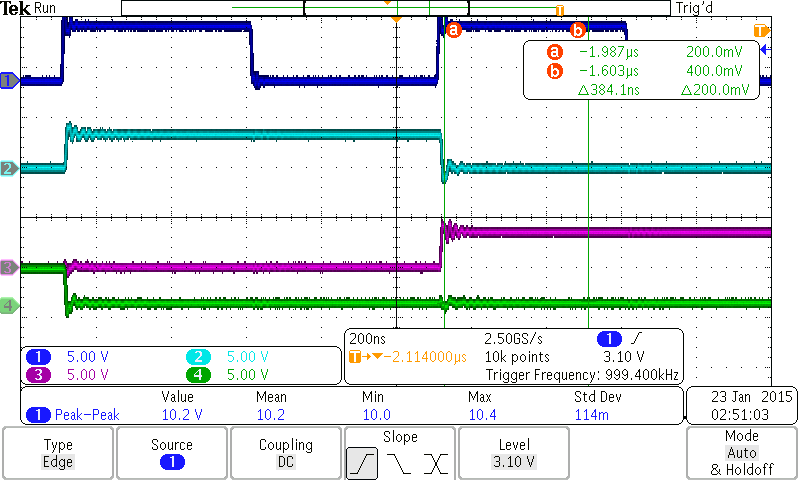 Tek Run Trig'd
T
a b T
1
a -1.987µs 200.0mV
b -1.603µs 400.0mV
△384.1ns △200.0mV
2
3
4
1 5.00 V 2 5.00 V
3 5.00 V 4 5.00 V
200ns 2.50GS/s 1
T→▼-2.114000µs 10k points 3.10 V
Trigger Frequency: 999.400kHz
Value Mean Min Max Std Dev
1 Peak-Peak 10.2 V 10.2 10.0 10.4 114m
23 Jan 2015
02:51:03
Type
Edge
Source
1
Coupling
DC
Slope
Level
3.10 V
Mode
Auto
& Holdoff